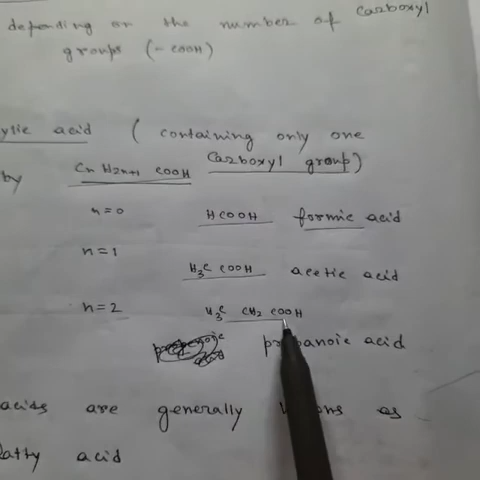 depending on the number of carboxyl
groups (-COOH)
ylic acid (containing only one
by CnH2n+1 COOH carboxyl group)
n=0 HCOOH formic acid
n=1
H3C COOH acetic acid
n=2 H3C CH2 COOH
propanoic acid
acids are generally as
fatty acid